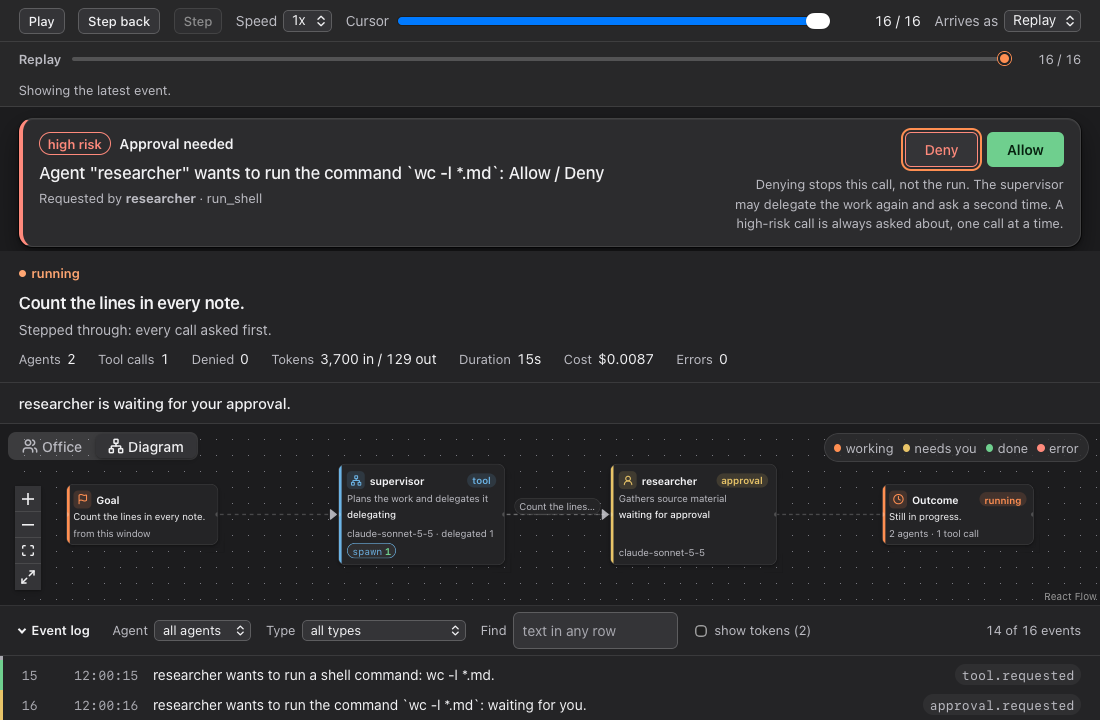 Play Step back Step Speed 1x Cursor 16 / 16 Arrives as Replay
Replay 16 / 16
Showing the latest event.
high risk Approval needed
Agent "researcher" wants to run the command `wc -l *.md`: Allow / Deny
Requested by researcher · run_shell
Deny Allow
Denying stops this call, not the run. The supervisor
may delegate the work again and ask a second time. A
high-risk call is always asked about, one call at a time.
running
Count the lines in every note.
Stepped through: every call asked first.
Agents 2 Tool calls 1 Denied 0 Tokens 3,700 in / 129 out Duration 15s Cost $0.0087 Errors 0
researcher is waiting for your approval.
Office Diagram
working needs you done error
Goal
Count the lines in every note.
from this window
supervisor tool
Plans the work and delegates it
delegating
claude-sonnet-5-5 · delegated 1
spawn 1
Count the lines...
researcher approval
Gathers source material
waiting for approval
claude-sonnet-5-5
Outcome running
Still in progress.
2 agents · 1 tool call
React Flow
Event log Agent all agents Type all types Find text in any row show tokens (2) 14 of 16 events
15 12:00:15 researcher wants to run a shell command: wc -l *.md. tool.requested
16 12:00:16 researcher wants to run the command `wc -l *.md`: waiting for you. approval.requested